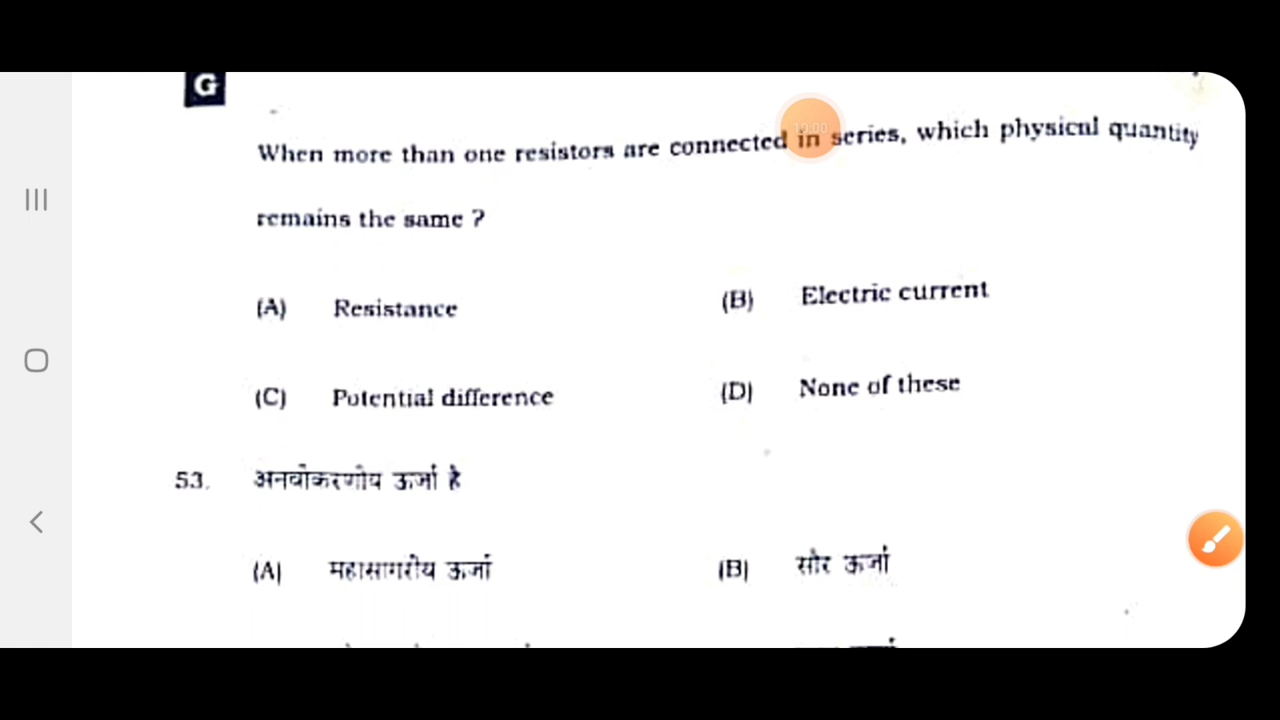 G
When more than one resistors are connected in series, which physical quantity
remains the same ?
(A) Resistance (B) Electric current
(C) Potential difference (D) None of these
53. अनवीकरणीय ऊर्जा है
(A) महासागरीय ऊर्जा (B) सौर ऊर्जा